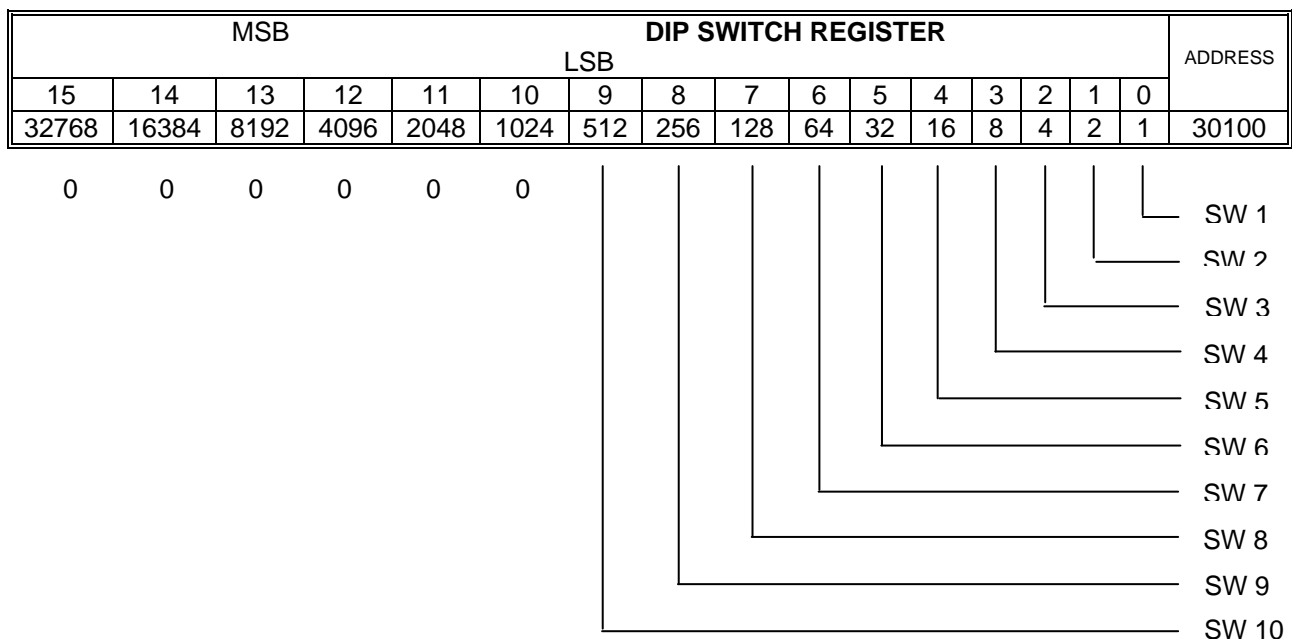 MSB DIP SWITCH REGISTER
LSB
ADDRESS
15 14 13 12 11 10 9 8 7 6 5 4 3 2 1 0
32768 16384 8192 4096 2048 1024 512 256 128 64 32 16 8 4 2 1 30100
0 0 0 0 0 0
SW 1
SW 2
SW 3
SW 4
SW 5
SW 6
SW 7
SW 8
SW 9
SW 10